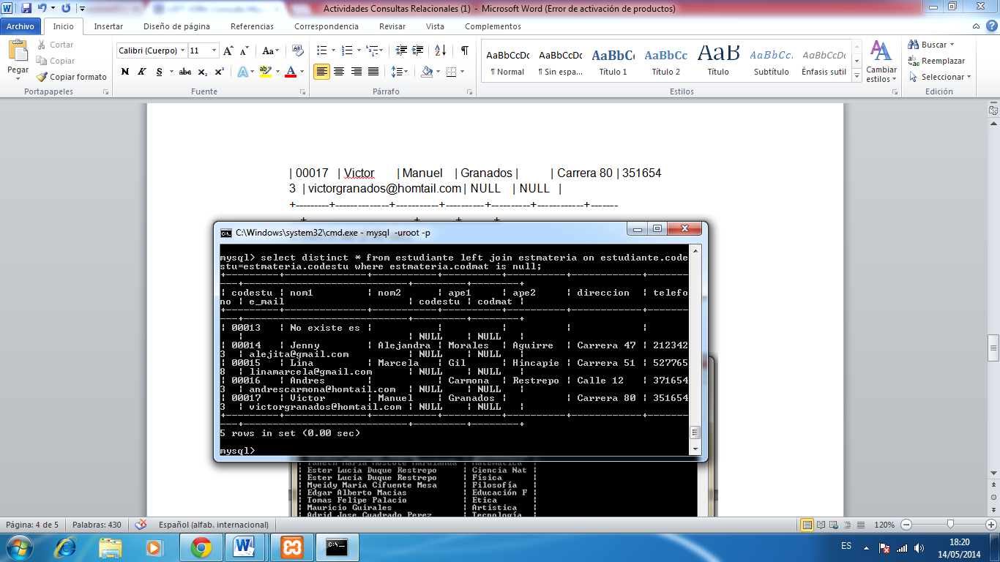 Actividades Consultas Relacionales (1) - Microsoft Word (Error de activación de productos)
Archivo Inicio Insertar Diseño de página Referencias Correspondencia Revisar Vista Complementos
Pegar
Cortar
Copiar
Copiar formato
Portapapeles
Calibri (Cuerpo) 11
N K S abc x₂ x²
Fuente
Párrafo
AaBbCcDc AaBbCcDc AaBbC AaBbCc AaB AaBbCc. AaBbCcDc
¶ Normal ¶ Sin espa... Título 1 Título 2 Título Subtítulo Énfasis sutil
Estilos
Cambiar estilos
Buscar
Reemplazar
Seleccionar
Edición
| 00017 | Victor | Manuel | Granados | | Carrera 80 | 351654
3 | victorgranados@homtail.com | NULL | NULL |
+---------+--------------+-----------+----------+----------+------------+-------
C:\Windows\system32\cmd.exe - mysql -uroot -p
mysql> select distinct * from estudiante left join estmateria on estudiante.code
stu=estmateria.codestu where estmateria.codmat is null;
| codestu | nom1 | nom2 | ape1 | ape2 | direccion | telefo
no | e_mail | codestu | codmat |
| 00013 | No existe es | | | | |
| | NULL | NULL |
| 00014 | Jenny | Alejandra | Morales | Aguirre | Carrera 47 | 212342
3 | alejita@gmail.com | NULL | NULL |
| 00015 | Lina | Marcela | Gil | Hincapie | Carrera 51 | 527765
8 | linamarcela@gmail.com | NULL | NULL |
| 00016 | Andres | | Carmona | Restrepo | Calle 12 | 371654
3 | andrescarmona@homtail.com | NULL | NULL |
| 00017 | Victor | Manuel | Granados | | Carrera 80 | 351654
3 | victorgranados@homtail.com | NULL | NULL |
5 rows in set (0.00 sec)
mysql>
| Ester Lucia Duque Restrepo | Ciencia Nat |
| Ester Lucia Duque Restrepo | Física |
| Myeidy Maria Cifuente Mesa | Filosofía |
| Edgar Alberto Macias | Educación F |
| Tomas Felipe Palacio | Etica |
| Mauricio Guirales | Artistica |
| Adrid Jose Cuadrado Perez | Tecnología |
Página: 4 de 5 Palabras: 430 Español (alfab. internacional) 120%
ES 18:20
14/05/2014